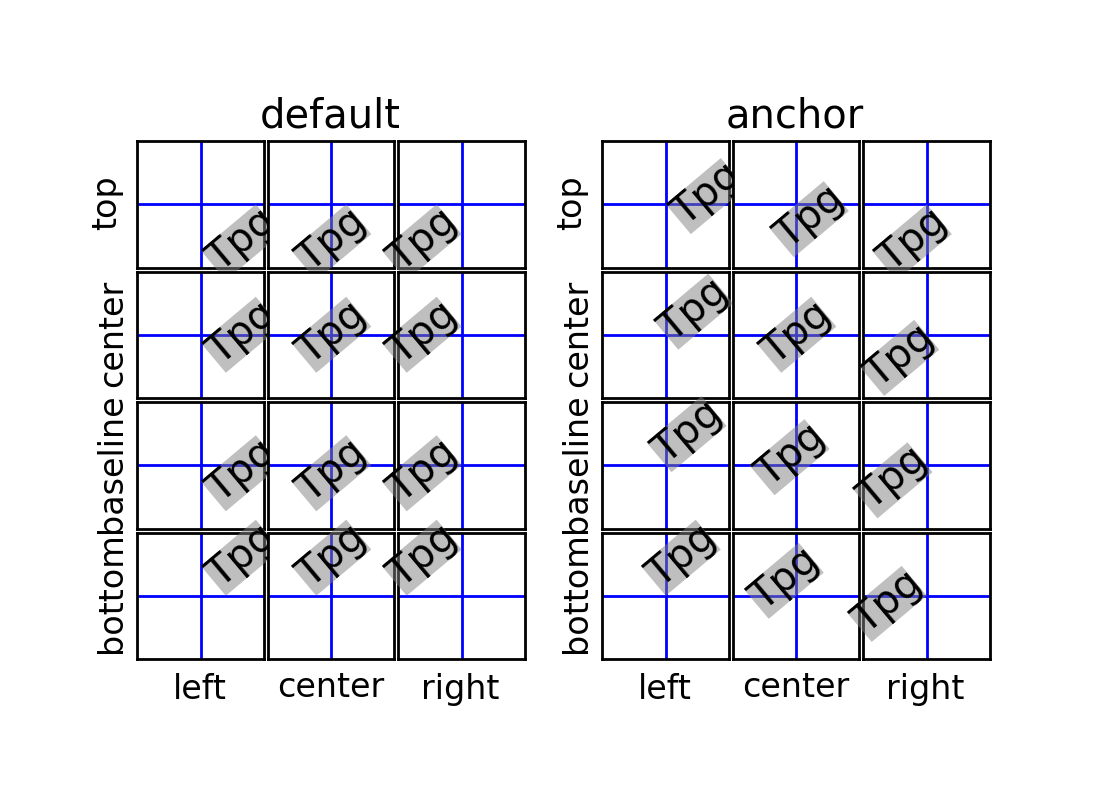 default anchor
top Tpg Tpg Tpg top Tpg Tpg Tpg
center Tpg Tpg Tpg center Tpg Tpg Tpg
baseline Tpg Tpg Tpg baseline Tpg Tpg Tpg
bottom Tpg Tpg Tpg bottom Tpg Tpg Tpg
left center right left center right